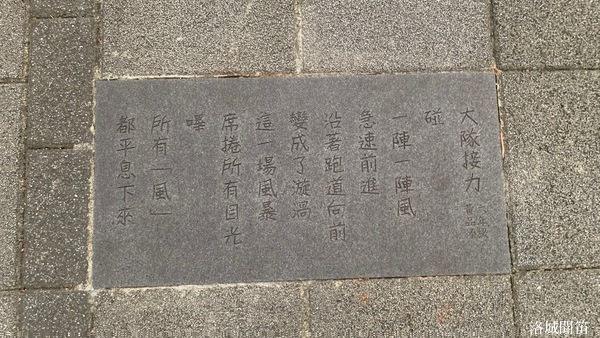 大隊接力
碰
一陣一陣風
急速前進
沿著跑道向前
變成了漩渦
這一場風暴
席捲所有目光
嗶
所有「風」
都平息下來
洛城聞笛